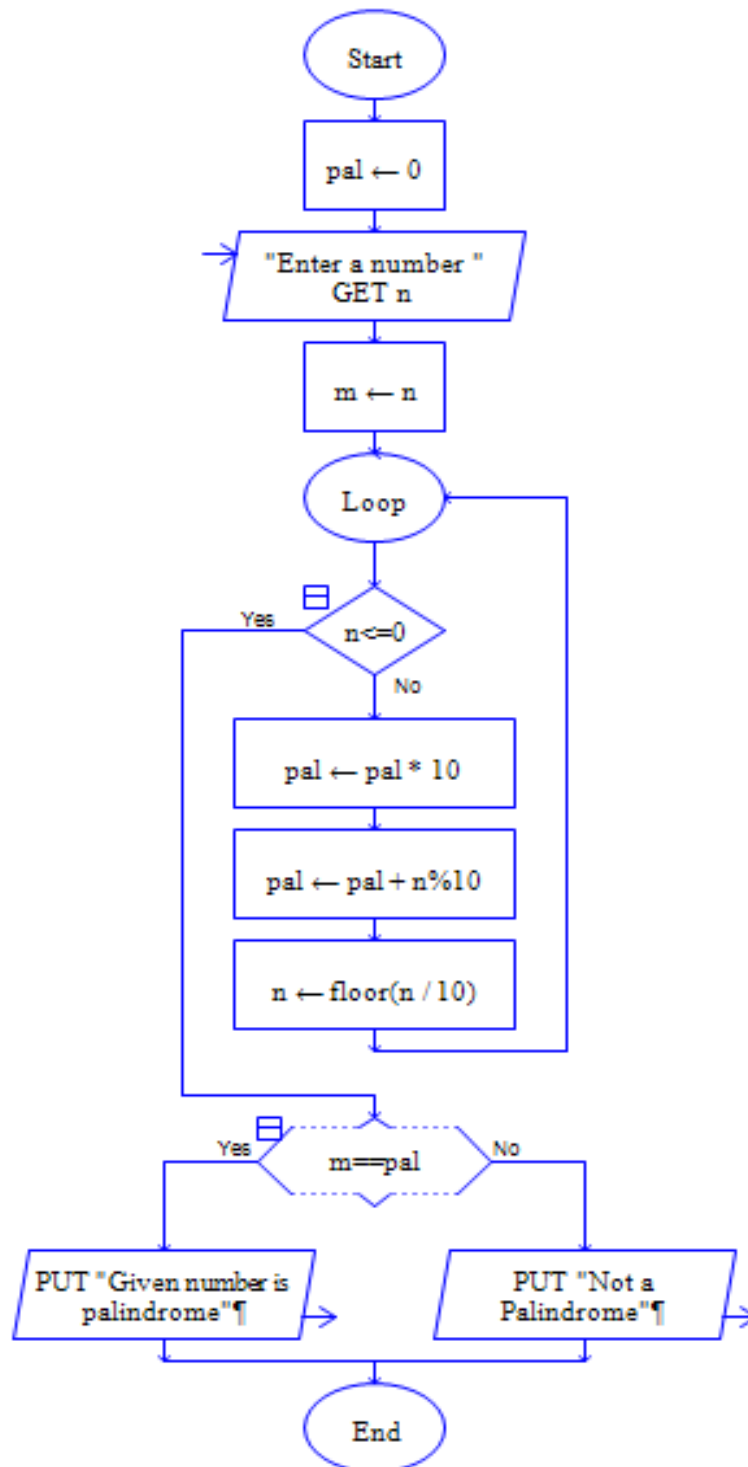 Start
pal ← 0
"Enter a number "
GET n
m ← n
Loop
Yes
n<=0
No
pal ← pal * 10
pal ← pal + n%10
n ← floor(n / 10)
Yes
m==pal
No
PUT "Given number is
palindrome"¶
PUT "Not a
Palindrome"¶
End